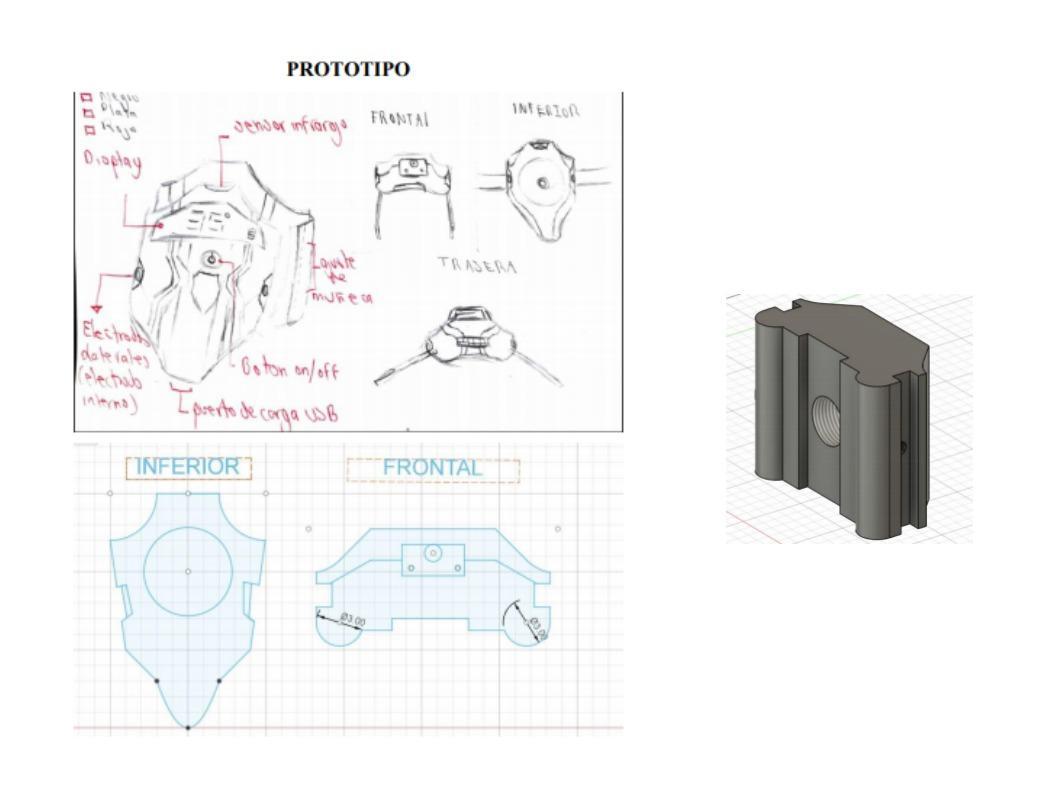 PROTOTIPO
Negro
Plata
Rojo
Display
sensor infrargo
FRONTAL
INFERIOR
TRASERA
ajuste
de
muñeca
Electrodos
laterales
(electrodo
interno)
Boton on/off
puerto de carga USB
INFERIOR
FRONTAL
Ø3.00
Ø3.00